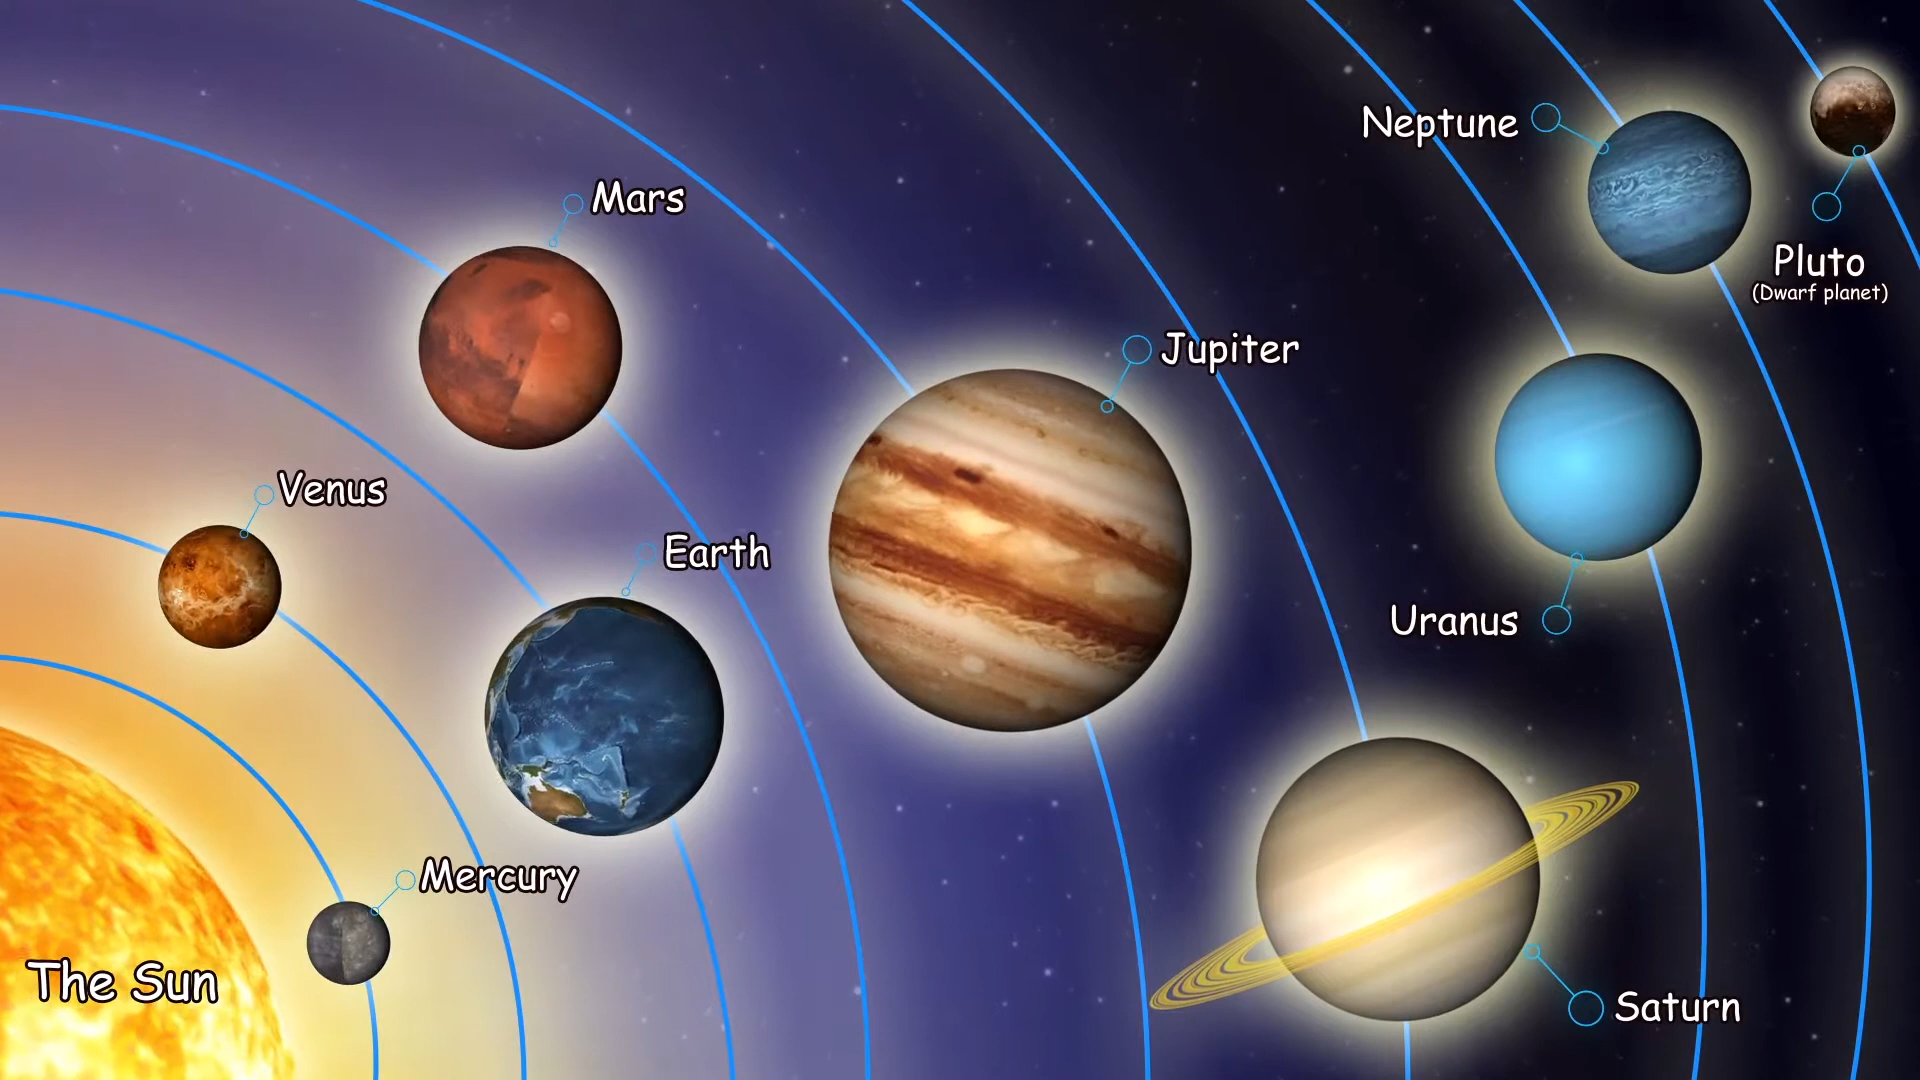 Neptune
Mars
Pluto
(Dwarf planet)
Jupiter
Venus
Earth
Uranus
Mercury
The Sun
Saturn